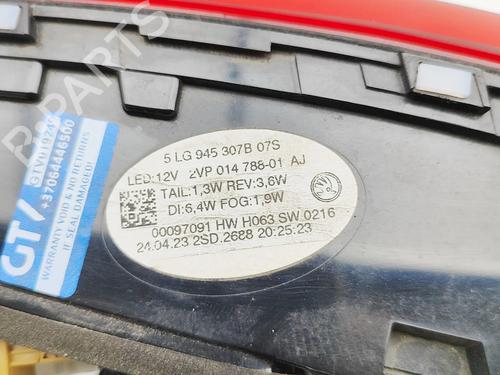 5 LG 945 307B 07S
LED:12V 2VP 014 788-01 AJ
TAIL:1,3W REV:3,6W
DI:6,4W FOG:1,9W
00097091 HW H063 SW 0216
24.04.23 2SD.2688 20:25:23
GT/
+37064446500
IF SEAL DAMAGED!
WARRANTY AND NO RETURNS
PARTS